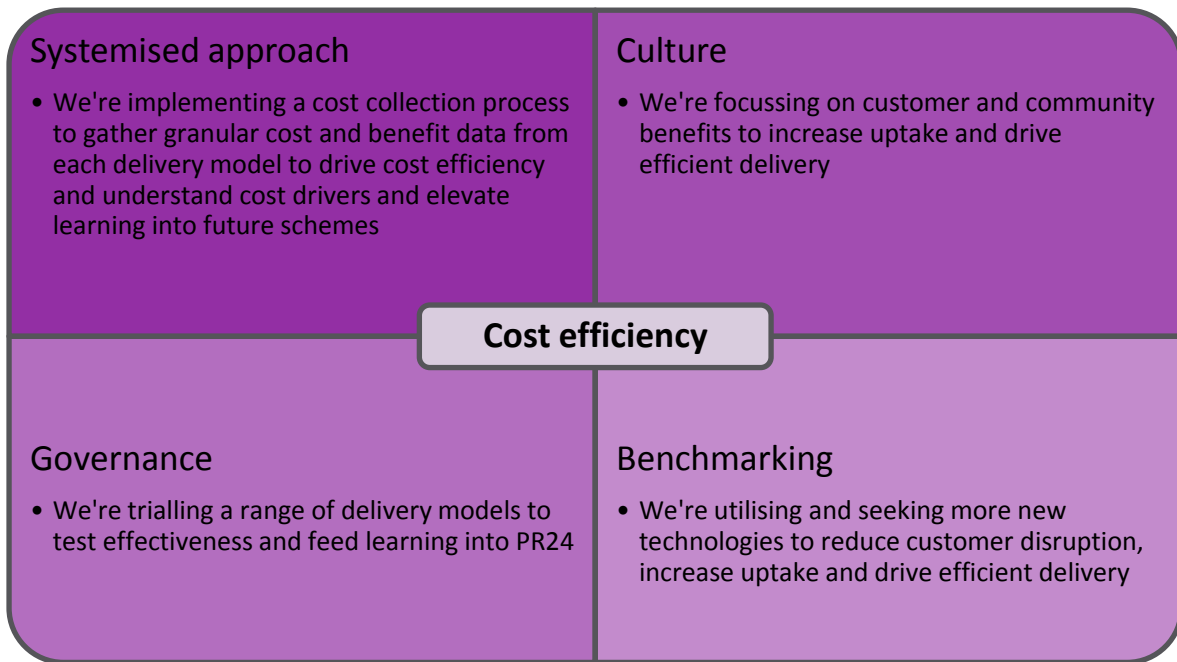 Systemised approach
• We're implementing a cost collection process
to gather granular cost and benefit data from
each delivery model to drive cost efficiency
and understand cost drivers and elevate
learning into future schemes
Culture
• We're focussing on customer and community
benefits to increase uptake and drive
efficient delivery
Cost efficiency
Governance
• We're trialling a range of delivery models to
test effectiveness and feed learning into PR24
Benchmarking
• We're utilising and seeking more new
technologies to reduce customer disruption,
increase uptake and drive efficient delivery